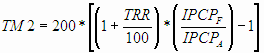 TM 2 = 200 * [ ( 1 + TRR / 100 ) * ( IPCP_F / IPCP_A ) - 1 ]